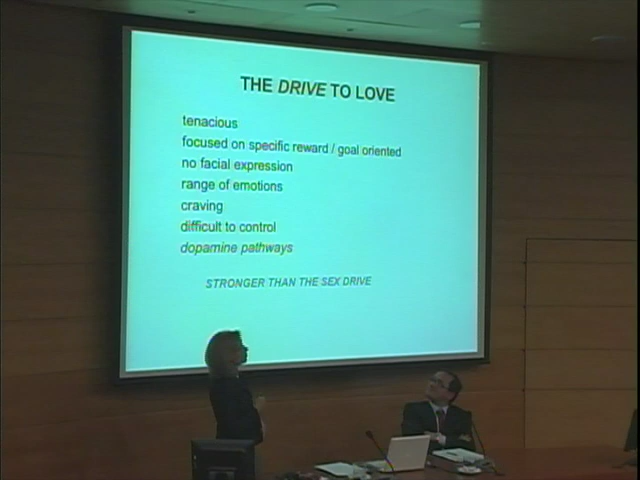 THE DRIVE TO LOVE
tenacious
focused on specific reward / goal oriented
no facial expression
range of emotions
craving
difficult to control
dopamine pathways
STRONGER THAN THE SEX DRIVE